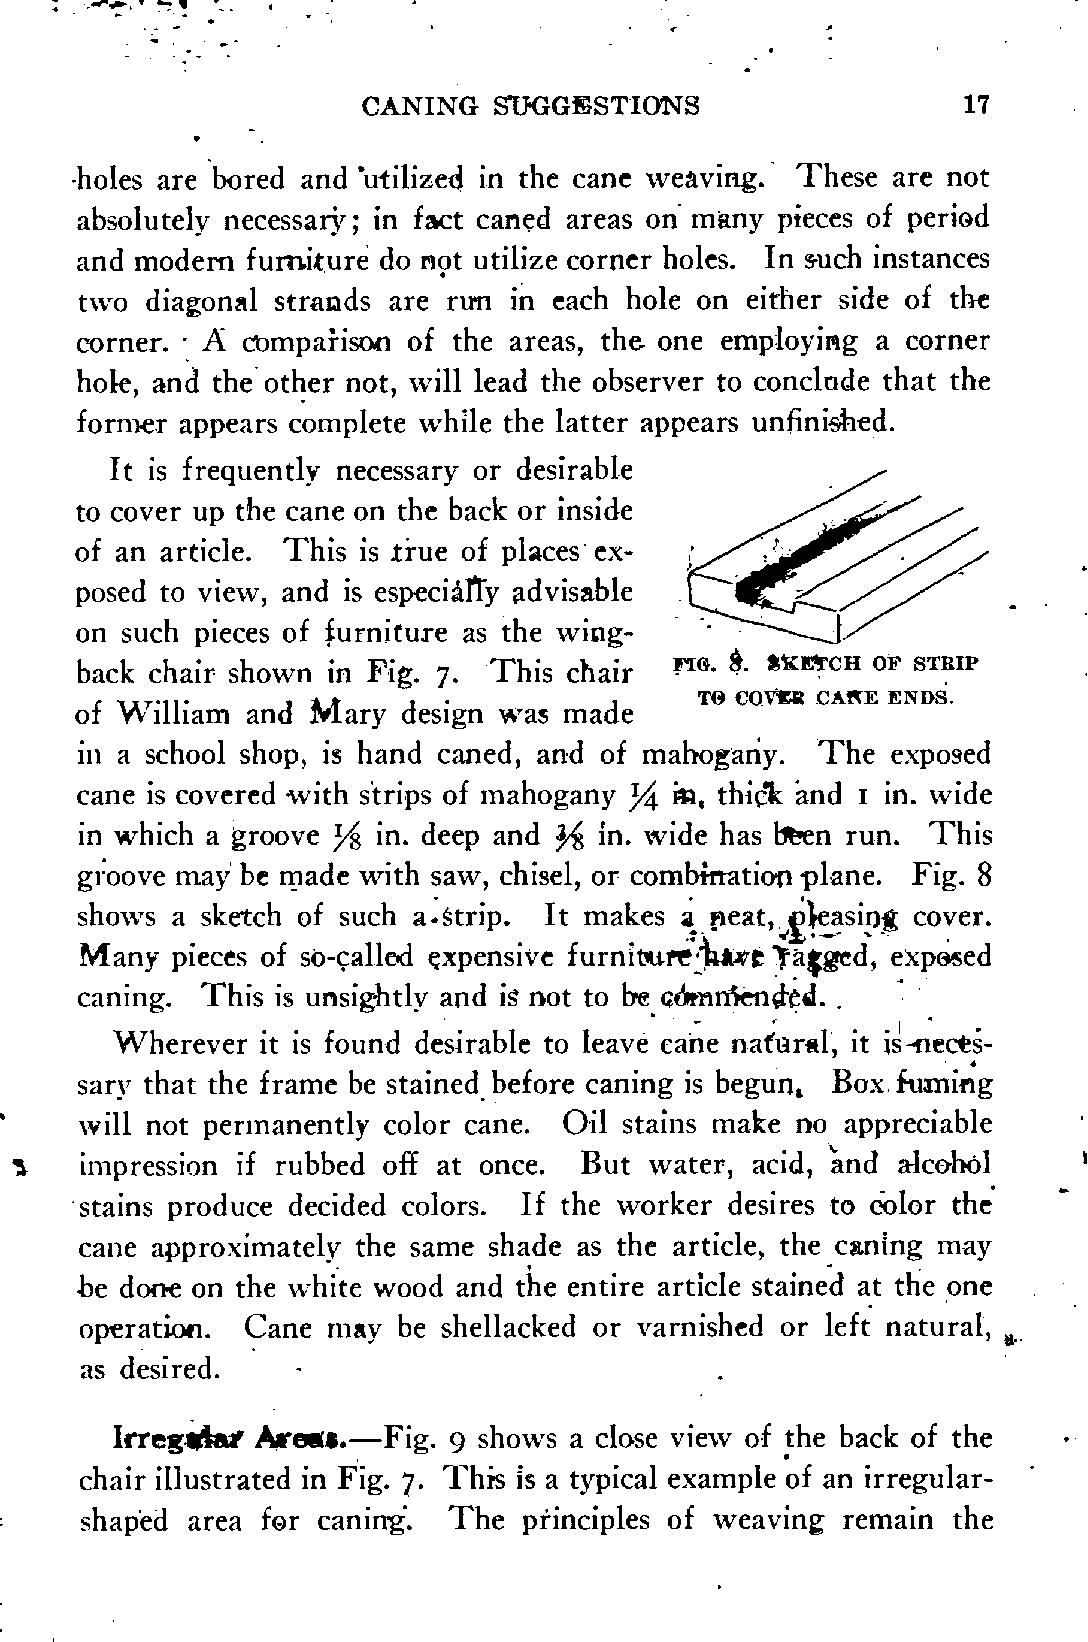 CANING SUGGESTIONS 17
holes are bored and utilized in the cane weaving. These are not
absolutely necessary; in fact caned areas on many pieces of period
and modern furniture do not utilize corner holes. In such instances
two diagonal strands are run in each hole on either side of the
corner. A comparison of the areas, the one employing a corner
hole, and the other not, will lead the observer to conclude that the
former appears complete while the latter appears unfinished.
It is frequently necessary or desirable
to cover up the cane on the back or inside
of an article. This is true of places ex-
posed to view, and is especially advisable
on such pieces of furniture as the wing-
back chair shown in Fig. 7. This chair
of William and Mary design was made
FIG. 8. SKETCH OF STRIP
TO COVER CANE ENDS.
in a school shop, is hand caned, and of mahogany. The exposed
cane is covered with strips of mahogany 1/4 in. thick and 1 in. wide
in which a groove 1/8 in. deep and 3/8 in. wide has been run. This
groove may be made with saw, chisel, or combination plane. Fig. 8
shows a sketch of such a strip. It makes a neat, pleasing cover.
Many pieces of so-called expensive furniture have ragged, exposed
caning. This is unsightly and is not to be commended.
Wherever it is found desirable to leave cane natural, it is neces-
sary that the frame be stained before caning is begun. Box fuming
will not permanently color cane. Oil stains make no appreciable
impression if rubbed off at once. But water, acid, and alcohol
stains produce decided colors. If the worker desires to color the
cane approximately the same shade as the article, the caning may
be done on the white wood and the entire article stained at the one
operation. Cane may be shellacked or varnished or left natural,
as desired.
Irregular Areas.—Fig. 9 shows a close view of the back of the
chair illustrated in Fig. 7. This is a typical example of an irregular-
shaped area for caning. The principles of weaving remain the